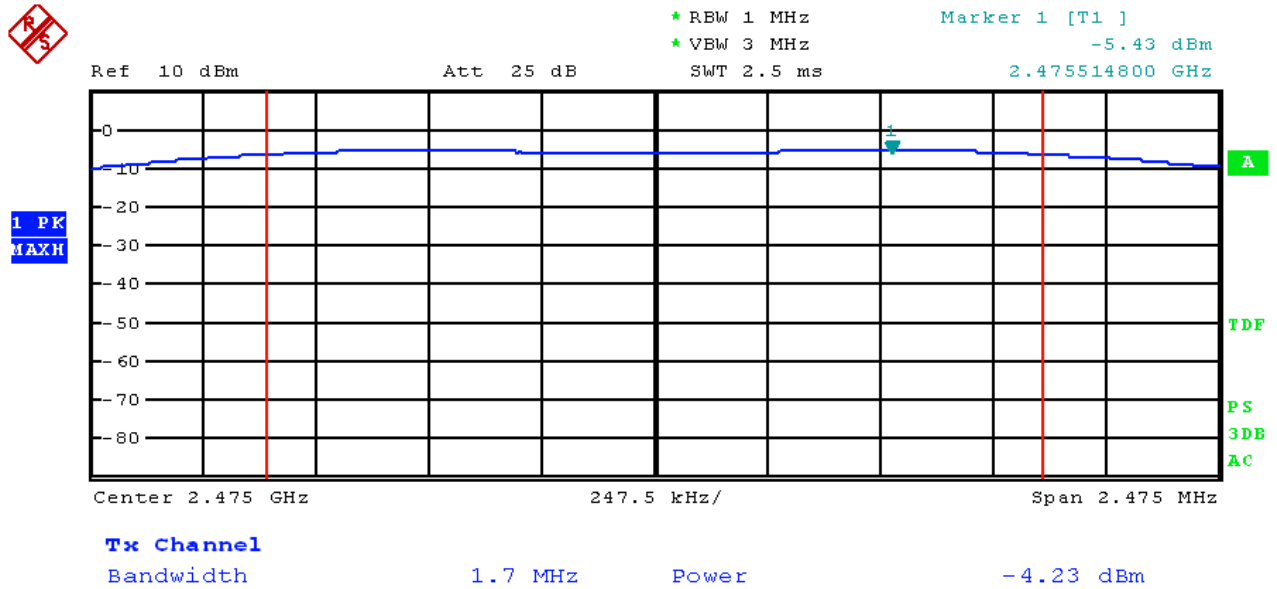 R S
* RBW 1 MHz Marker 1 [T1 ]
* VBW 3 MHz -5.43 dBm
Ref 10 dBm Att 25 dB SWT 2.5 ms 2.475514800 GHz
0
1
A
-10
-20
1 PK
MAXH
-30
-40
-50
TDF
-60
-70
PS
-80
3DB
AC
Center 2.475 GHz 247.5 kHz/ Span 2.475 MHz
Tx Channel
Bandwidth 1.7 MHz Power -4.23 dBm